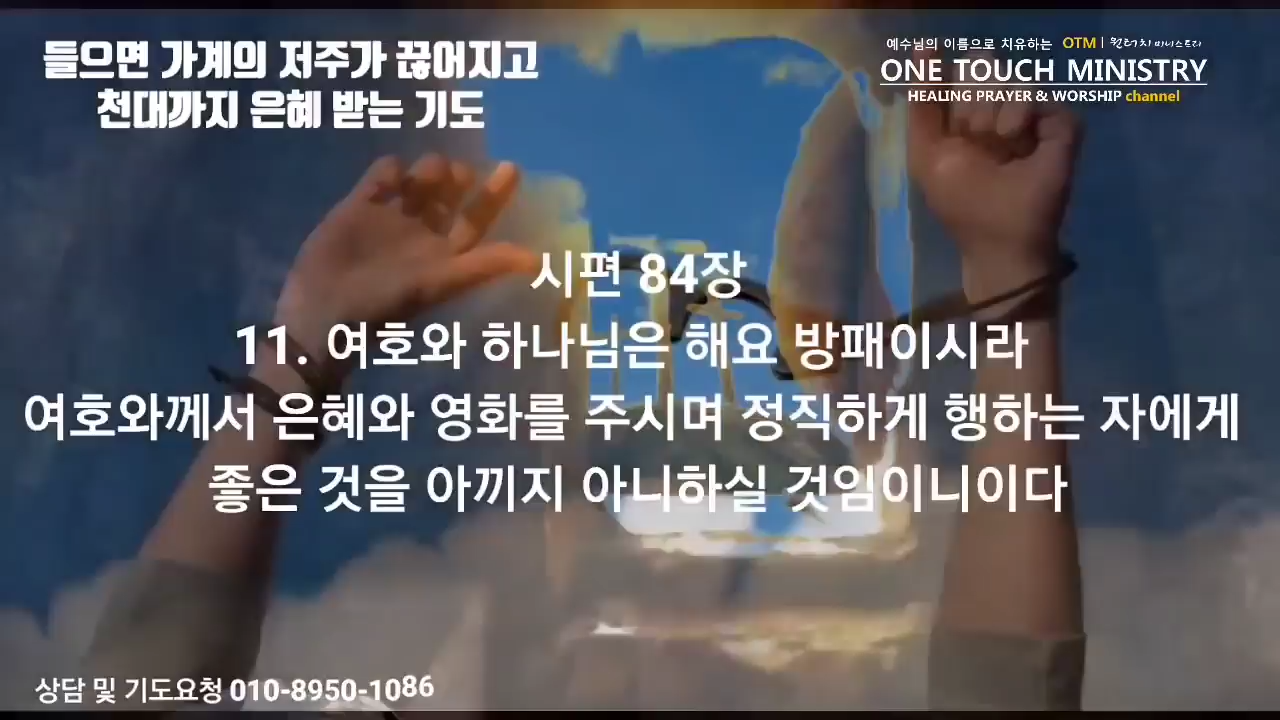 들으면 가계의 저주가 끊어지고
천대까지 은혜 받는 기도
예수님의 이름으로 치유하는 OTM | 원터치 미니스트리
ONE TOUCH MINISTRY
HEALING PRAYER & WORSHIP channel
시편 84장
11. 여호와 하나님은 해요 방패이시라
여호와께서 은혜와 영화를 주시며 정직하게 행하는 자에게
좋은 것을 아끼지 아니하실 것임이니이다
상담 및 기도요청 010-8950-1086